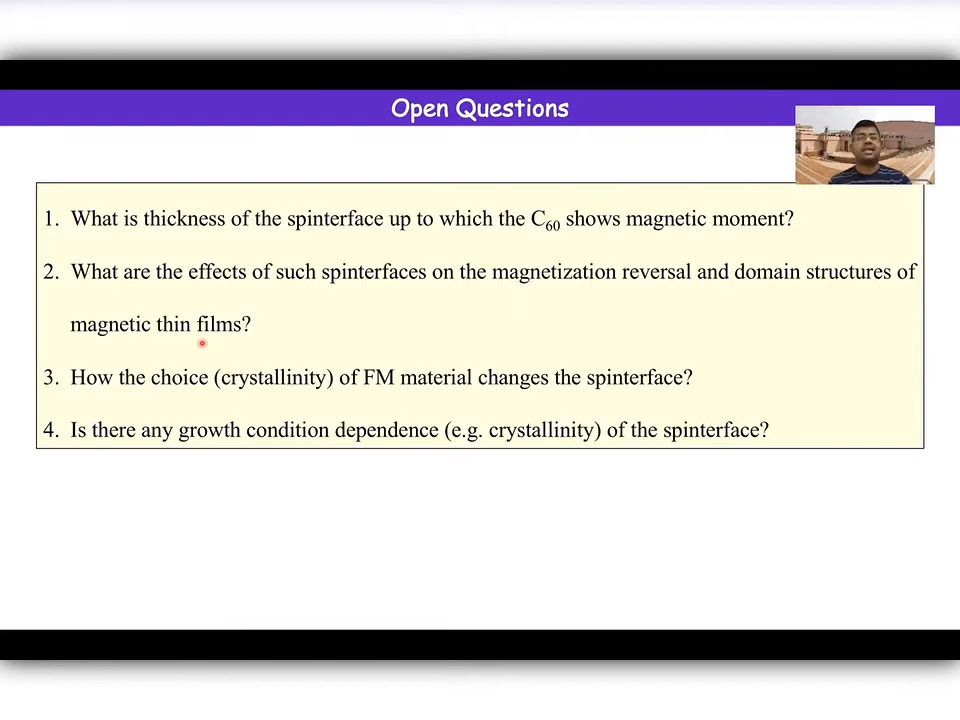 Open Questions
1. What is thickness of the spinterface up to which the C₆₀ shows magnetic moment?
2. What are the effects of such spinterfaces on the magnetization reversal and domain structures of
magnetic thin films?
3. How the choice (crystallinity) of FM material changes the spinterface?
4. Is there any growth condition dependence (e.g. crystallinity) of the spinterface?